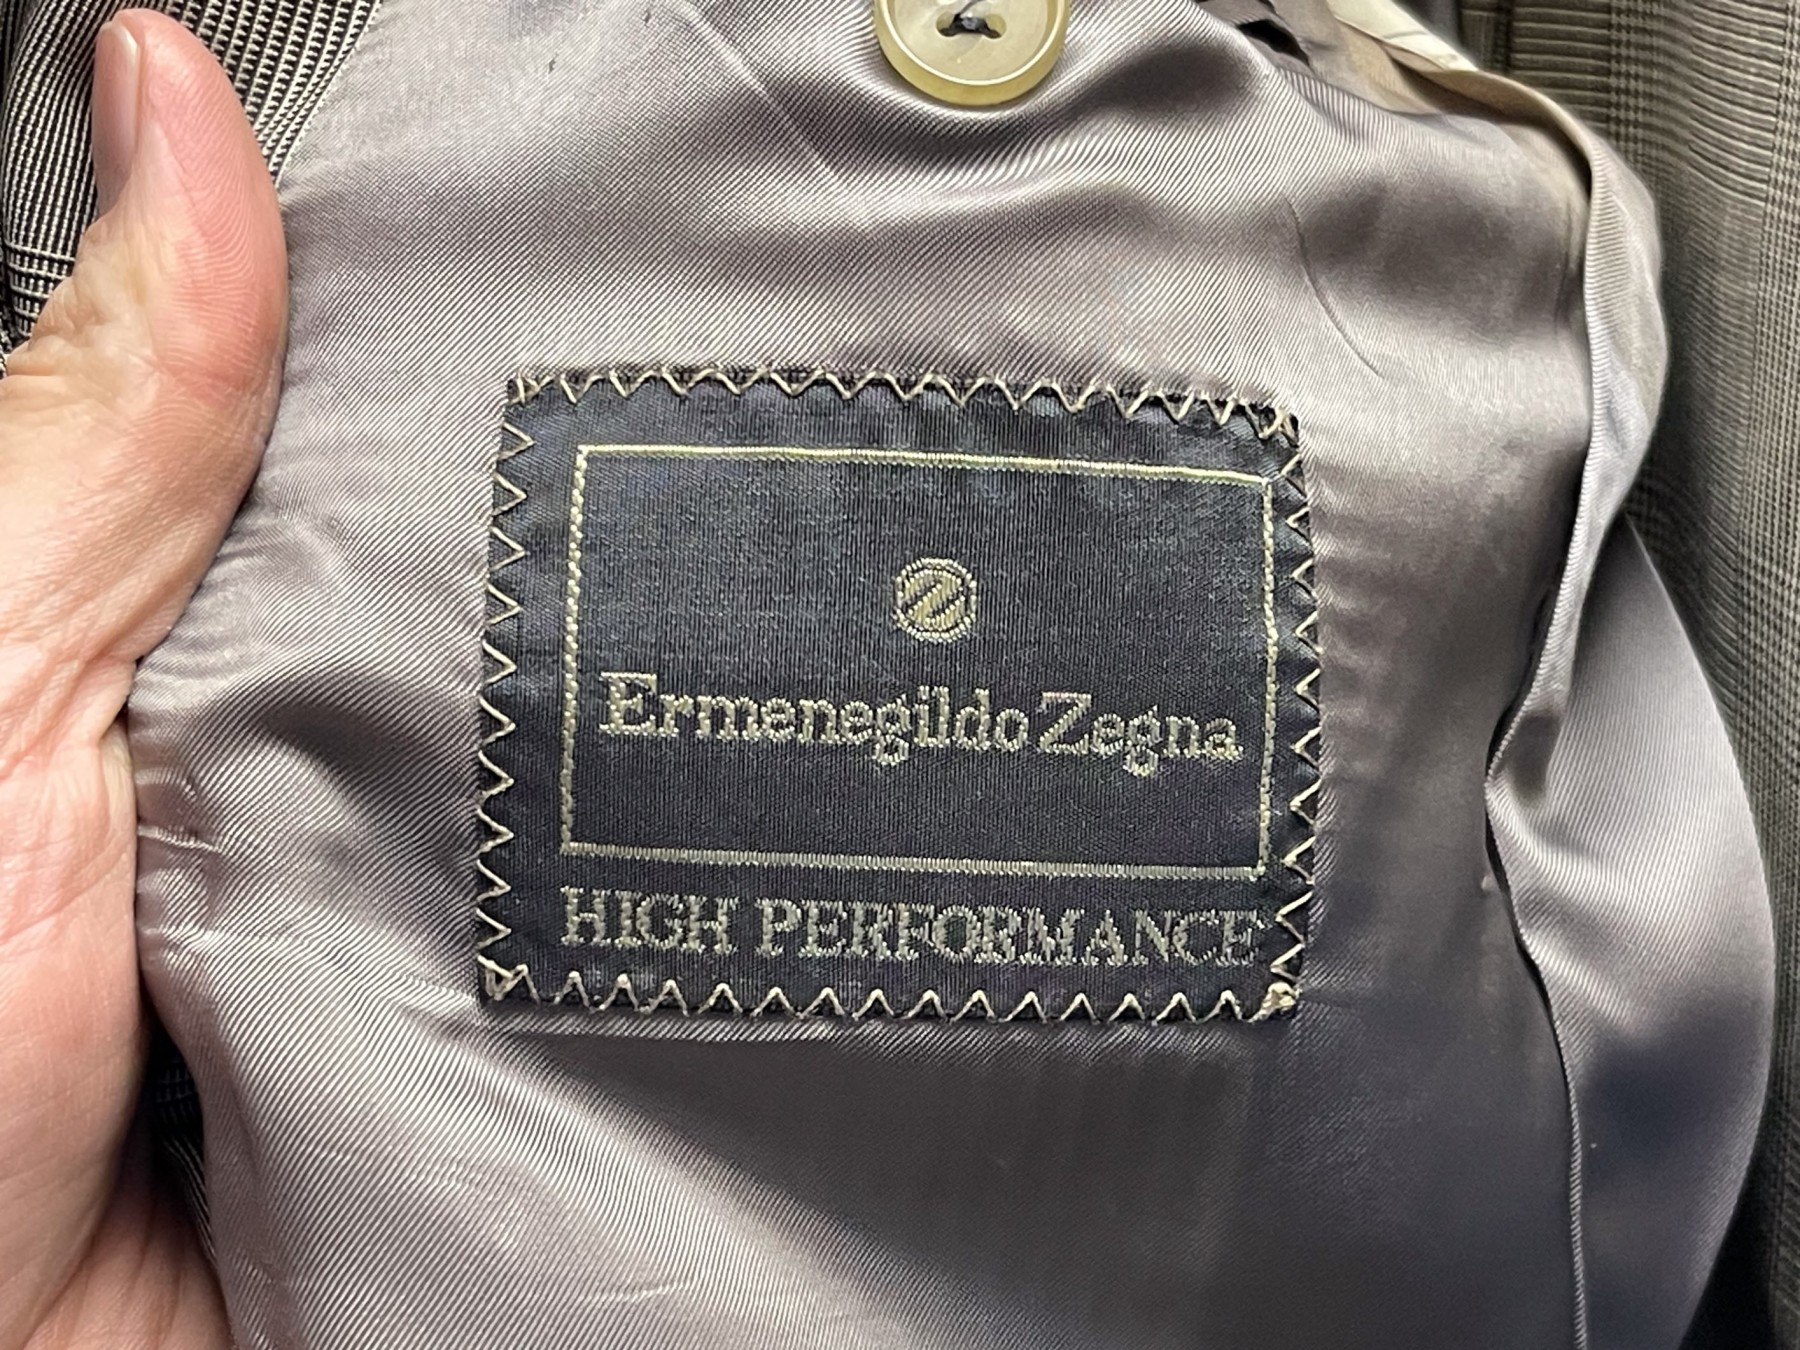 Z
Ermenegildo Zegna
HIGH PERFORMANCE